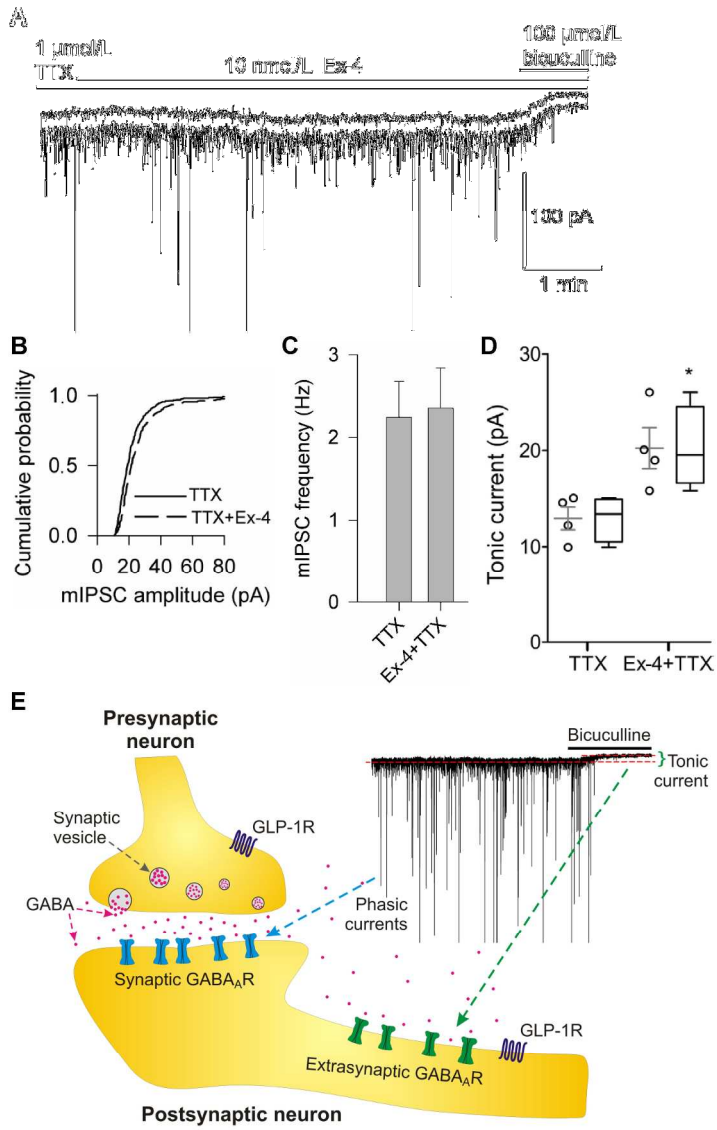 A
1 µmol/L
TTX
10 nmol/L Ex-4
100 µmol/L
bicuculline
100 pA
1 min
B
Cumulative probability
1.0
0.5
0.0
TTX
TTX+Ex-4
0 20 40 60 80
mIPSC amplitude (pA)
C
mIPSC frequency (Hz)
3
2
1
0
TTX
Ex-4+TTX
D
Tonic current (pA)
30
20
10
0
*
TTX Ex-4+TTX
E
Presynaptic
neuron
Synaptic
vesicle
GLP-1R
GABA
Bicuculline
} Tonic
current
Phasic
currents
Synaptic GABAAR
GLP-1R
Extrasynaptic GABAAR
Postsynaptic neuron